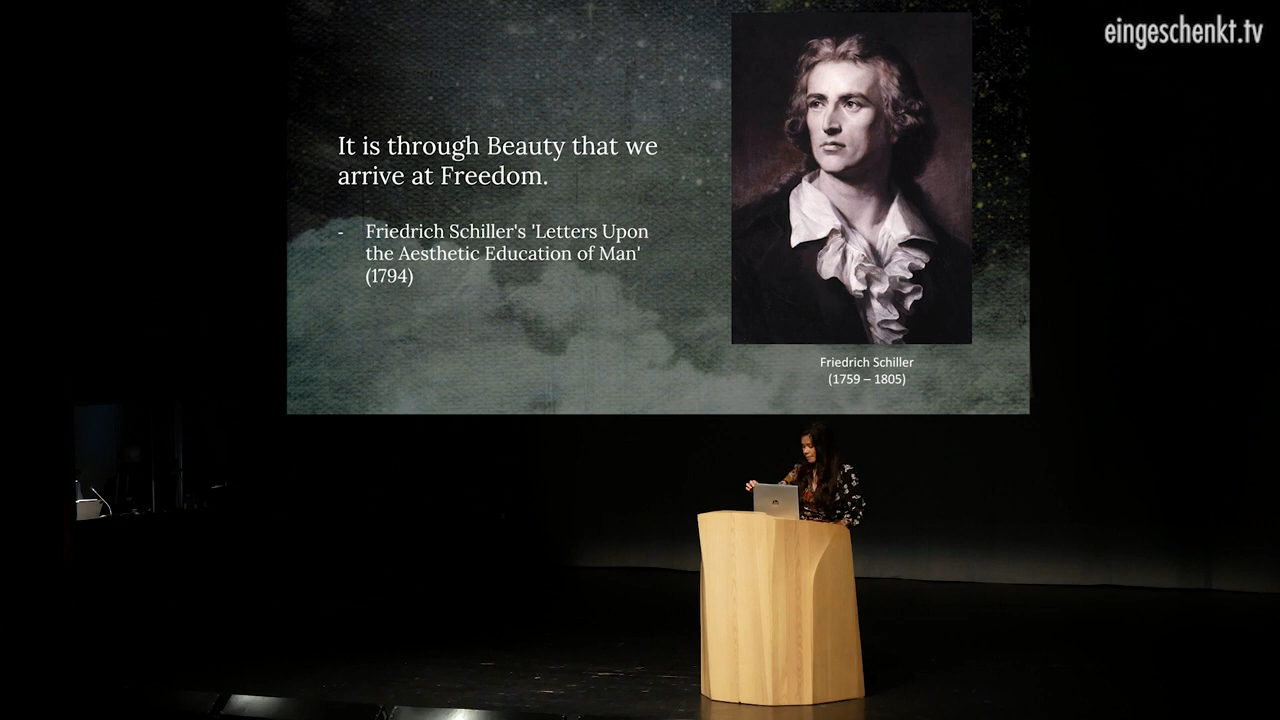 eingeschenkt.tv
It is through Beauty that we
arrive at Freedom.
- Friedrich Schiller's 'Letters Upon
the Aesthetic Education of Man'
(1794)
Friedrich Schiller
(1759 – 1805)